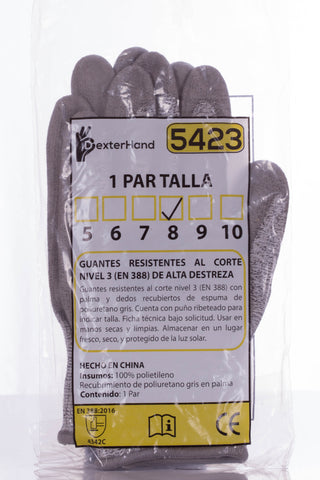 DexterHand
5423
1 PAR TALLA
5 6 7 8 9 10
GUANTES RESISTENTES AL CORTE
NIVEL 3 (EN 388) DE ALTA DESTREZA
Guantes resistentes al corte nivel 3 (EN 388) con
palma y dedos recubiertos de espuma de
poliuretano gris. Cuenta con puño ribeteado para
indicar talla. Ficha técnica bajo solicitud. Usar en
manos secas y limpias. Almacenar en un lugar
fresco, seco, y protegido de la luz solar.
HECHO EN CHINA
Insumos: 100% polietileno
Recubrimento de poliuretano gris en palma
Contenido: 1 Par
EN 388:2016
4342C
CE